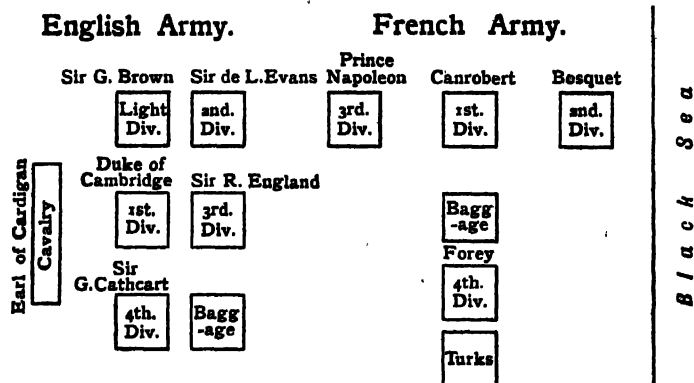 English Army.
French Army.
Sir G. Brown
Light
Div.
Sir de L.Evans
2nd.
Div.
Prince
Napoleon
3rd.
Div.
Canrobert
1st.
Div.
Bosquet
2nd.
Div.
Earl of Cardigan
Cavalry
Duke of
Cambridge
1st.
Div.
Sir R. England
3rd.
Div.
Bagg
-age
Sir
G.Cathcart
4th.
Div.
Bagg
-age
Forey
4th.
Div.
Turks
Black Sea